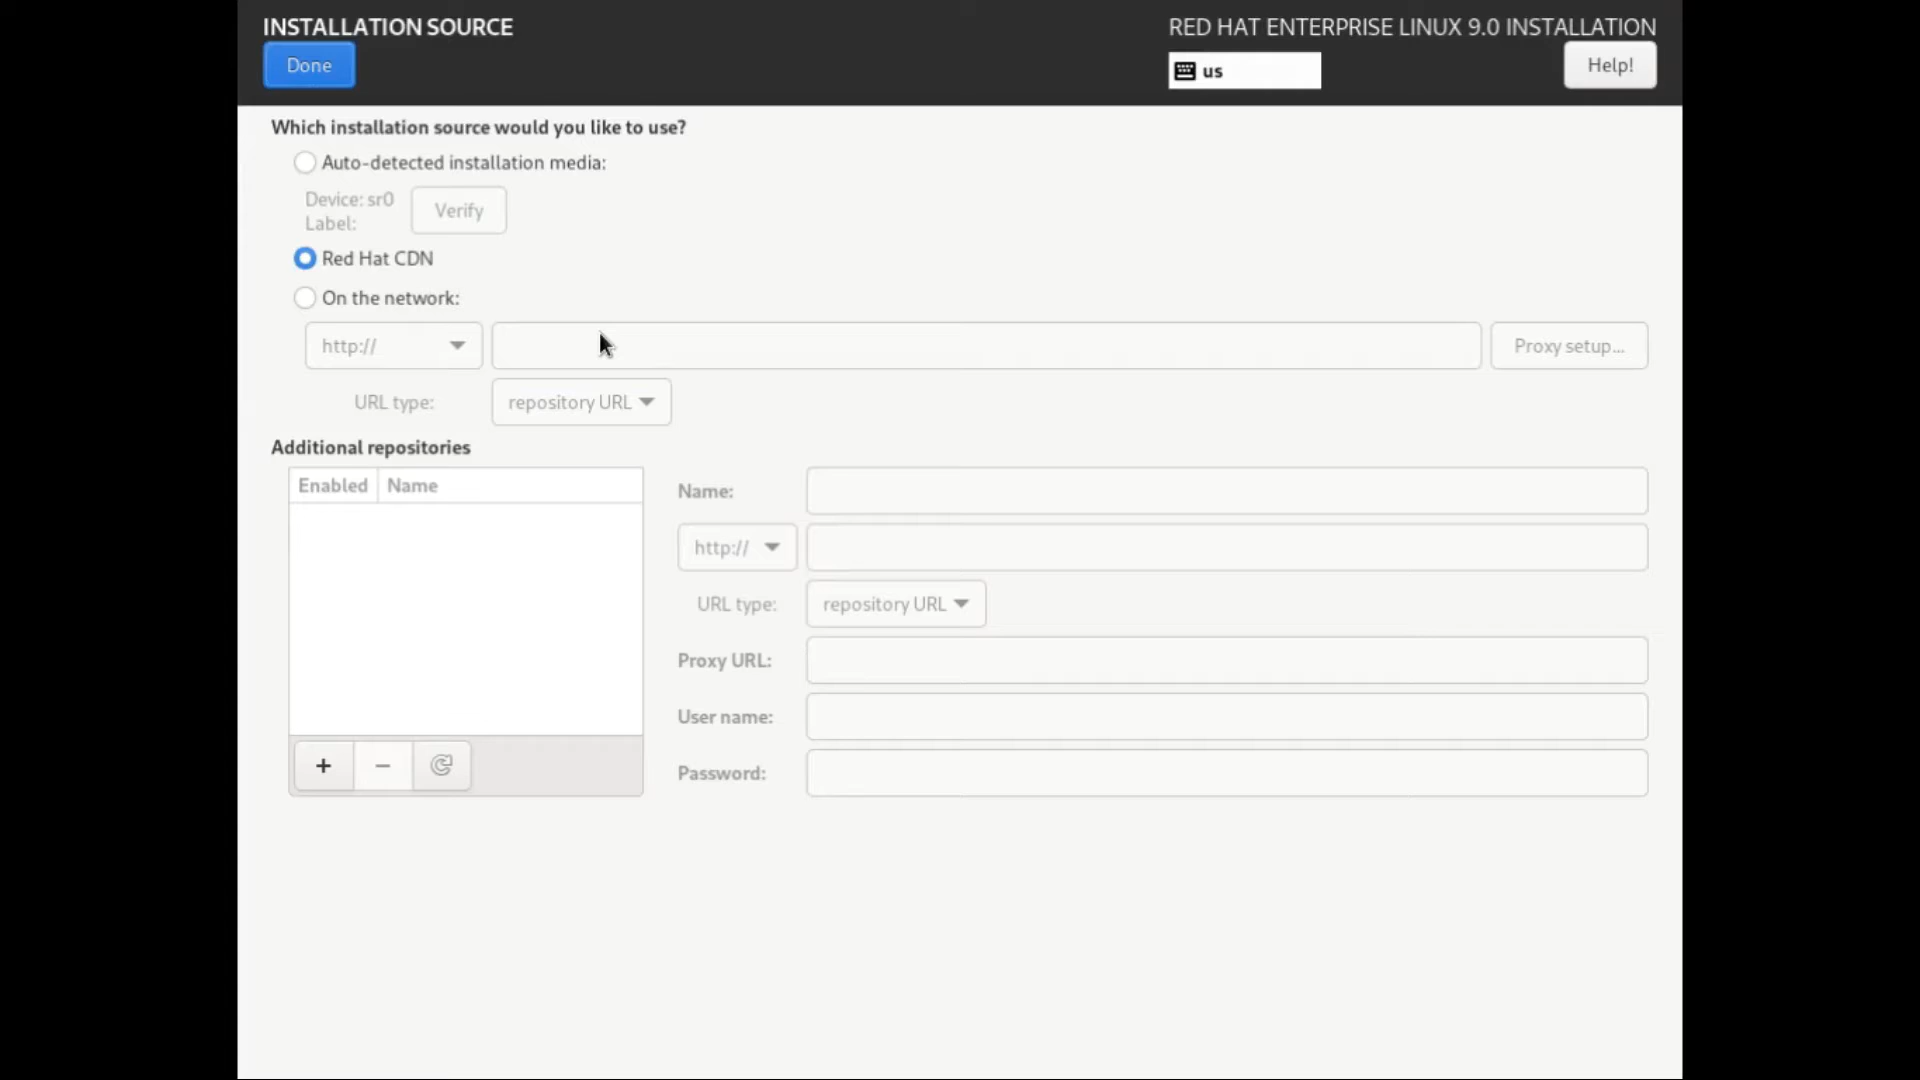 INSTALLATION SOURCE
RED HAT ENTERPRISE LINUX 9.0 INSTALLATION
Done
us
Help!
Which installation source would you like to use?
Auto-detected installation media:
Device: sr0
Label:
Verify
Red Hat CDN
On the network:
http://
Proxy setup...
URL type:
repository URL
Additional repositories
Enabled
Name
Name:
http://
URL type:
repository URL
Proxy URL:
User name:
Password: